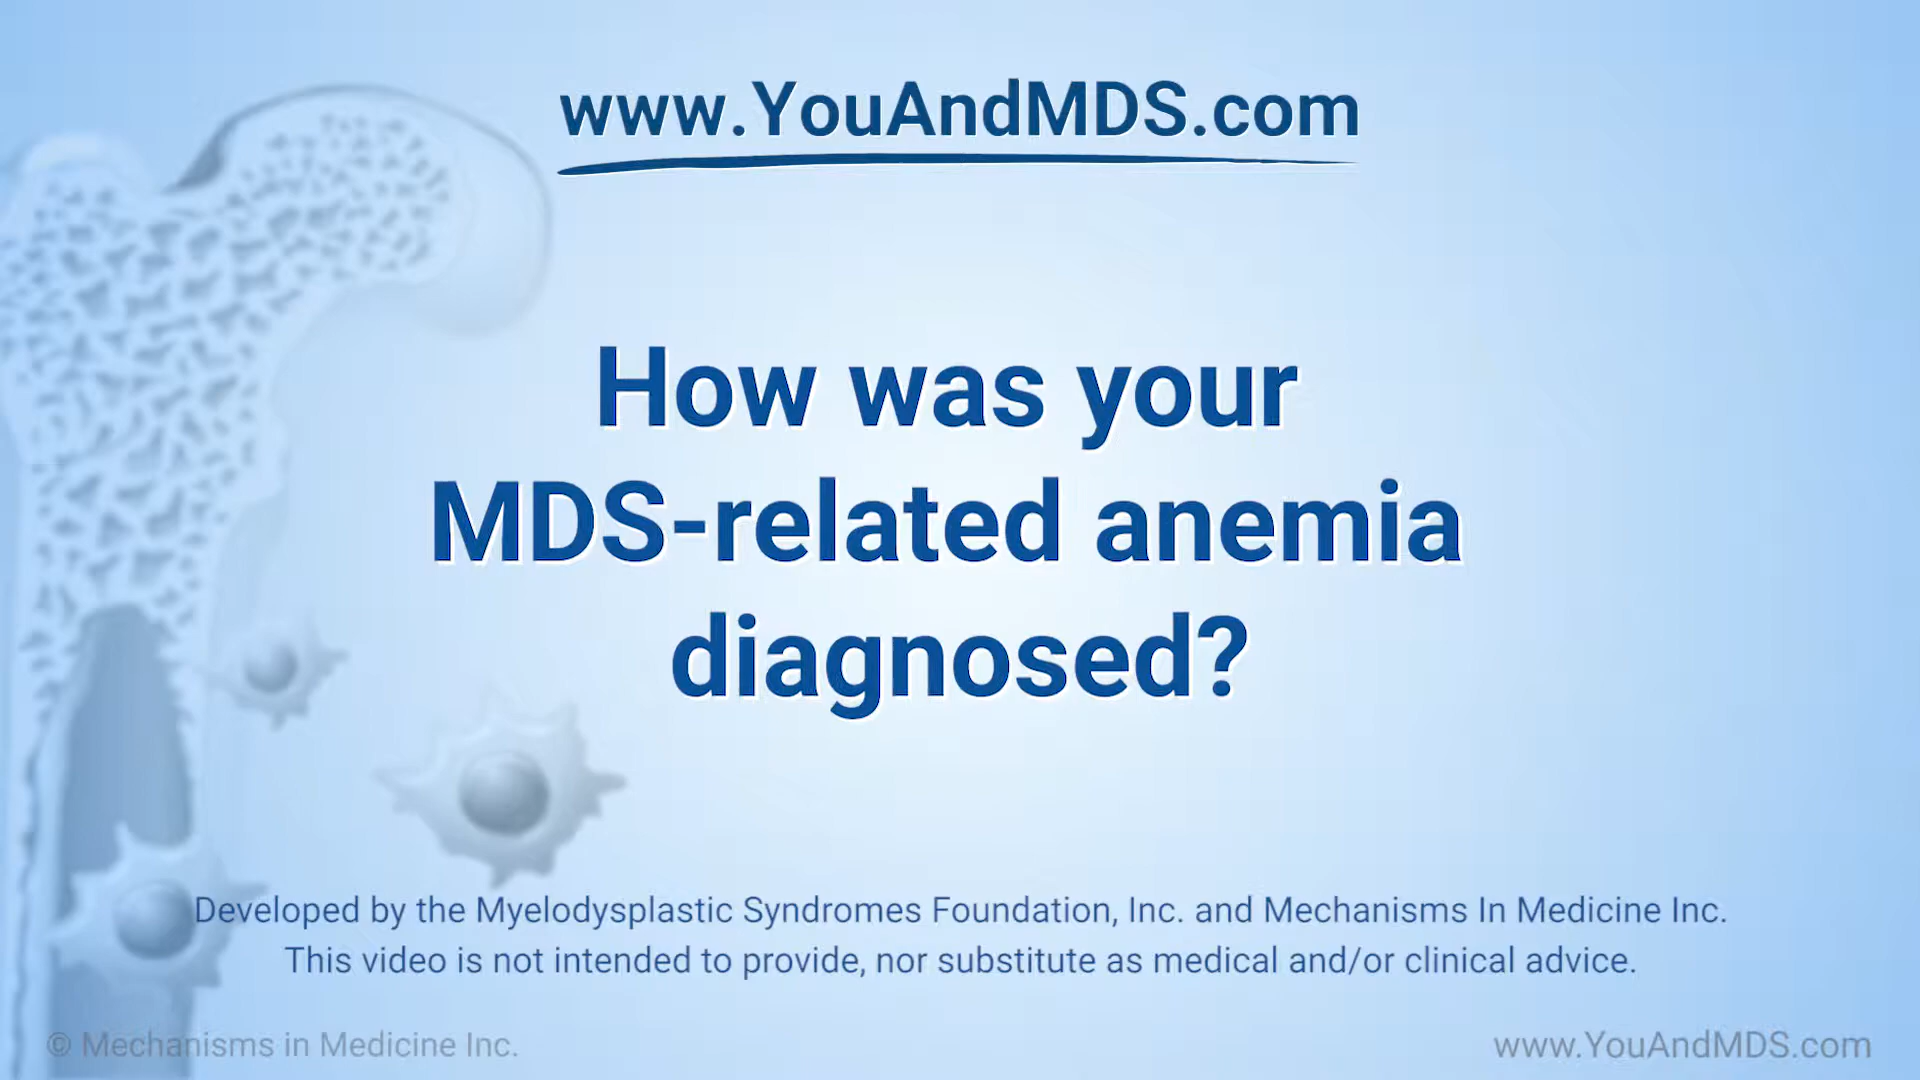 www.YouAndMDS.com
How was your
MDS-related anemia
diagnosed?
Developed by the Myelodysplastic Syndromes Foundation, Inc. and Mechanisms In Medicine Inc.
This video is not intended to provide, nor substitute as medical and/or clinical advice.
© Mechanisms in Medicine Inc.
www.YouAndMDS.com